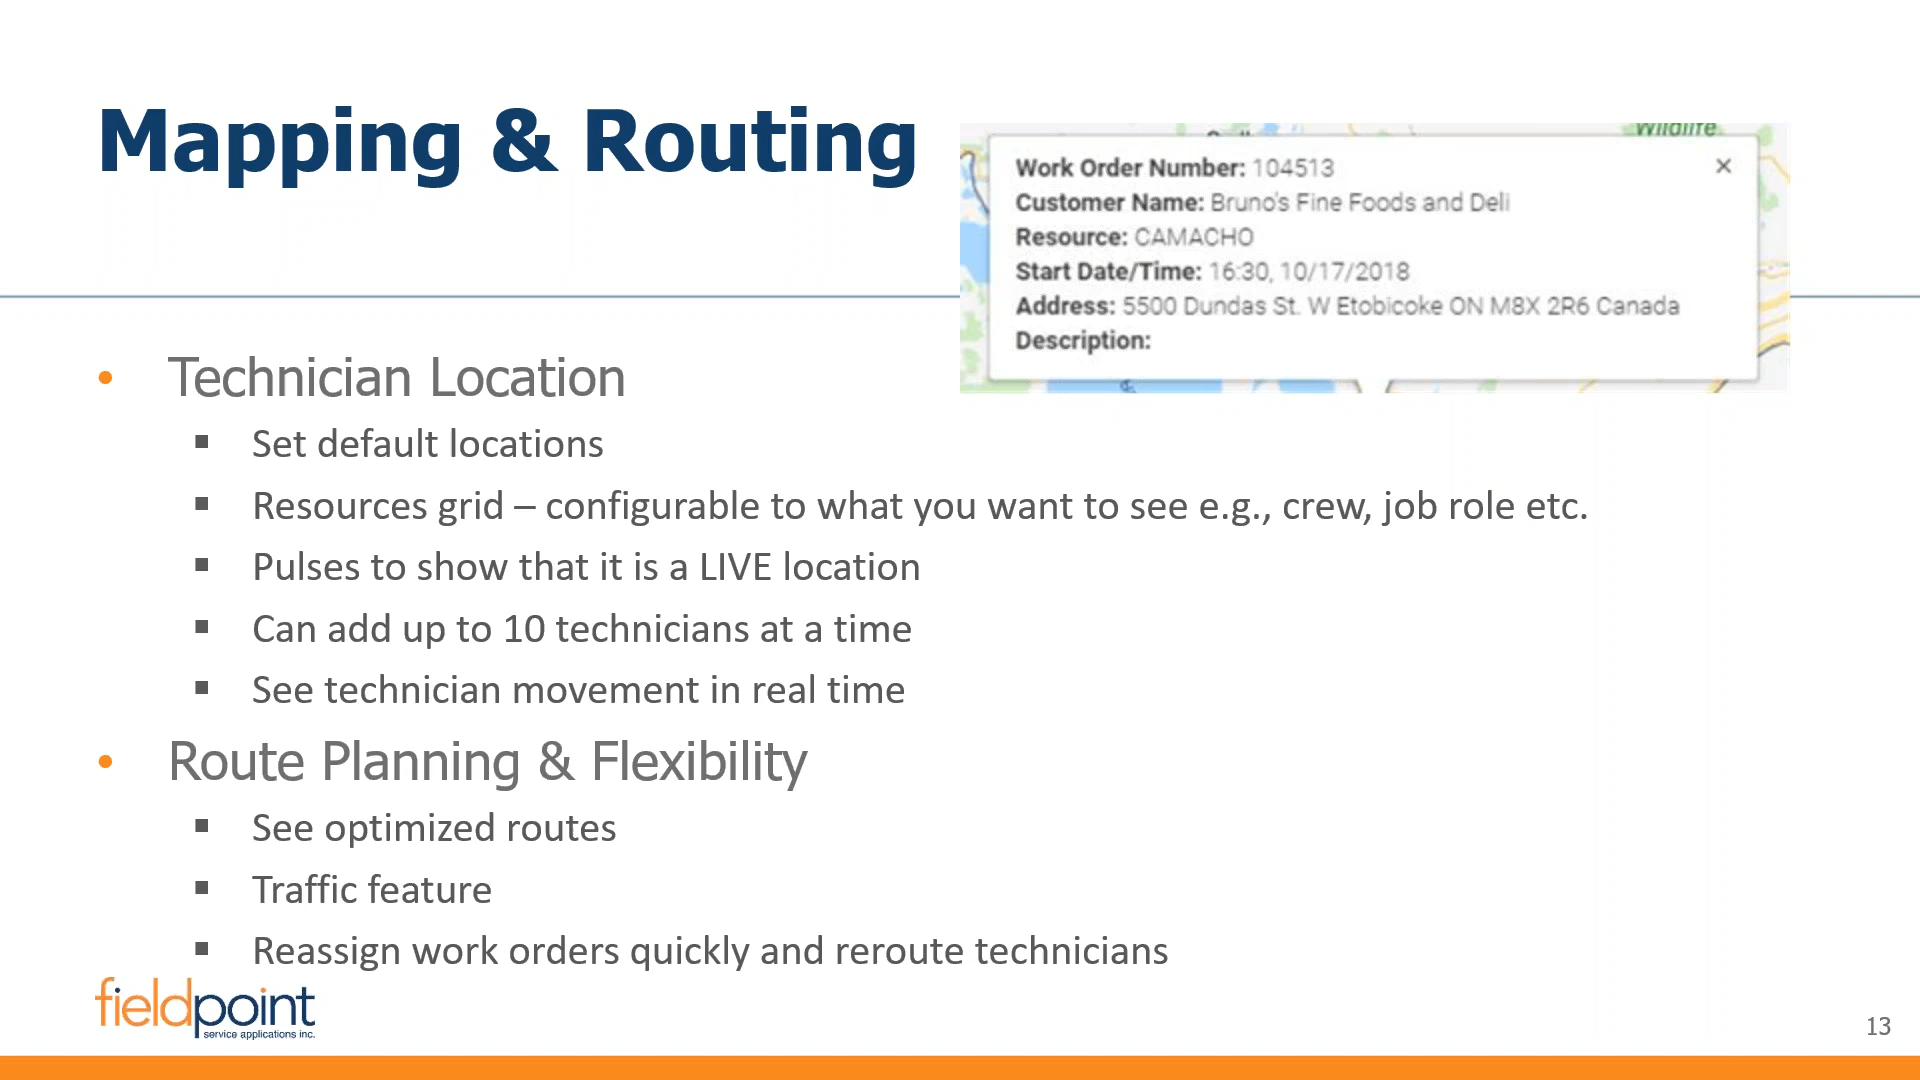 Mapping & Routing
Wildlife
Work Order Number: 104513
Customer Name: Bruno's Fine Foods and Deli
Resource: CAMACHO
Start Date/Time: 16:30, 10/17/2018
Address: 5500 Dundas St. W Etobicoke ON M8X 2R6 Canada
Description:
• Technician Location
▪ Set default locations
▪ Resources grid – configurable to what you want to see e.g., crew, job role etc.
▪ Pulses to show that it is a LIVE location
▪ Can add up to 10 technicians at a time
▪ See technician movement in real time
• Route Planning & Flexibility
▪ See optimized routes
▪ Traffic feature
▪ Reassign work orders quickly and reroute technicians
fieldpoint
service applications inc.
13